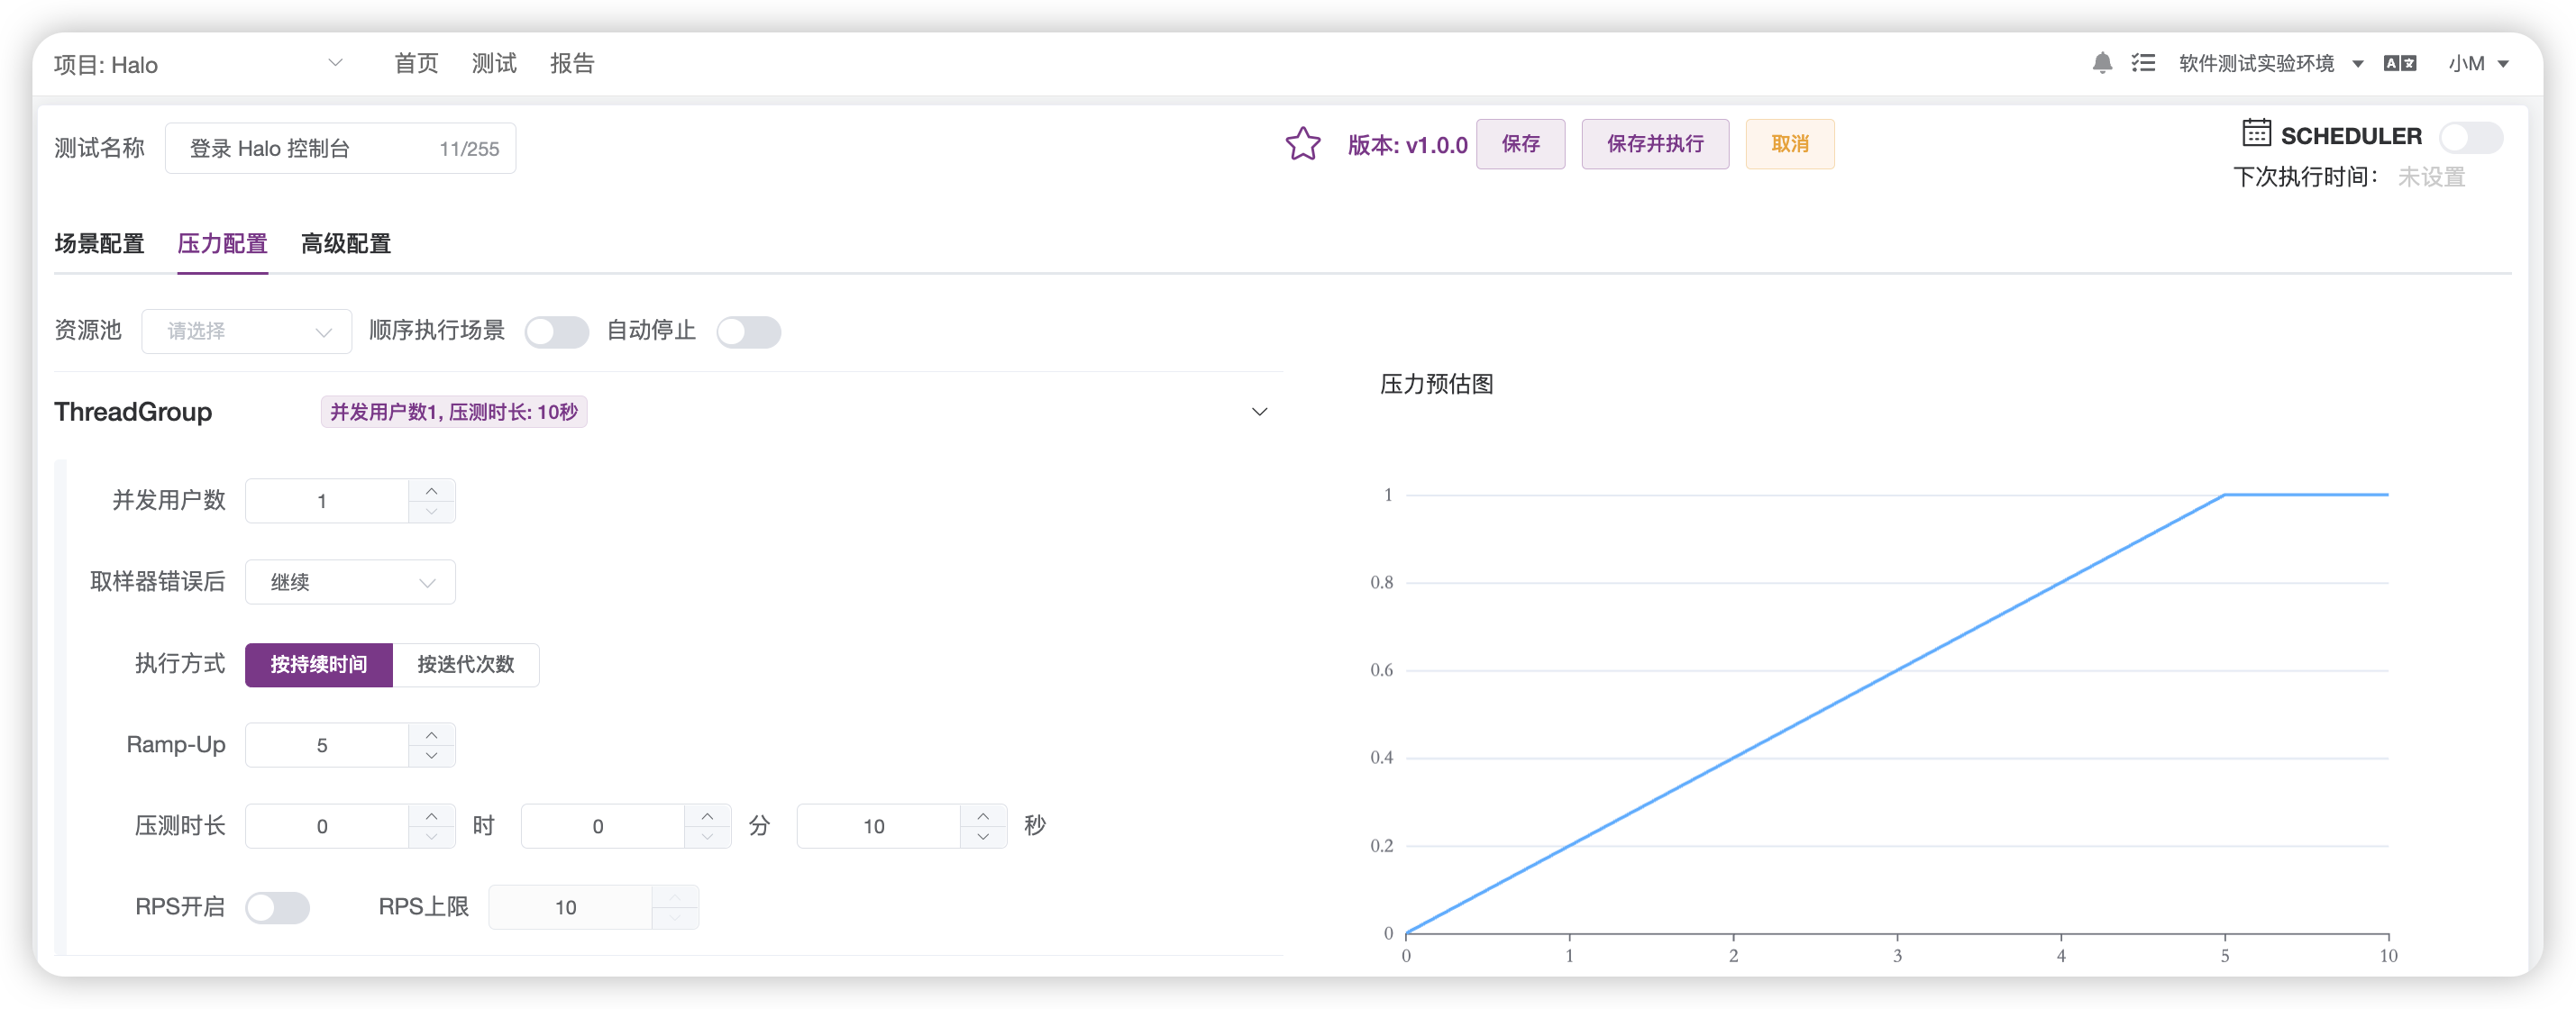 项目: Halo 首页 测试 报告 软件测试实验环境 小M
测试名称 登录 Halo 控制台 11/255 版本: v1.0.0 保存 保存并执行 取消 SCHEDULER
下次执行时间： 未设置
场景配置 压力配置 高级配置
资源池 请选择 顺序执行场景 自动停止
ThreadGroup 并发用户数1, 压测时长: 10秒
并发用户数 1
取样器错误后 继续
执行方式 按持续时间 按迭代次数
Ramp-Up 5
压测时长 0 时 0 分 10 秒
RPS开启 RPS上限 10
压力预估图
1
0.8
0.6
0.4
0.2
0
0 1 2 3 4 5 10